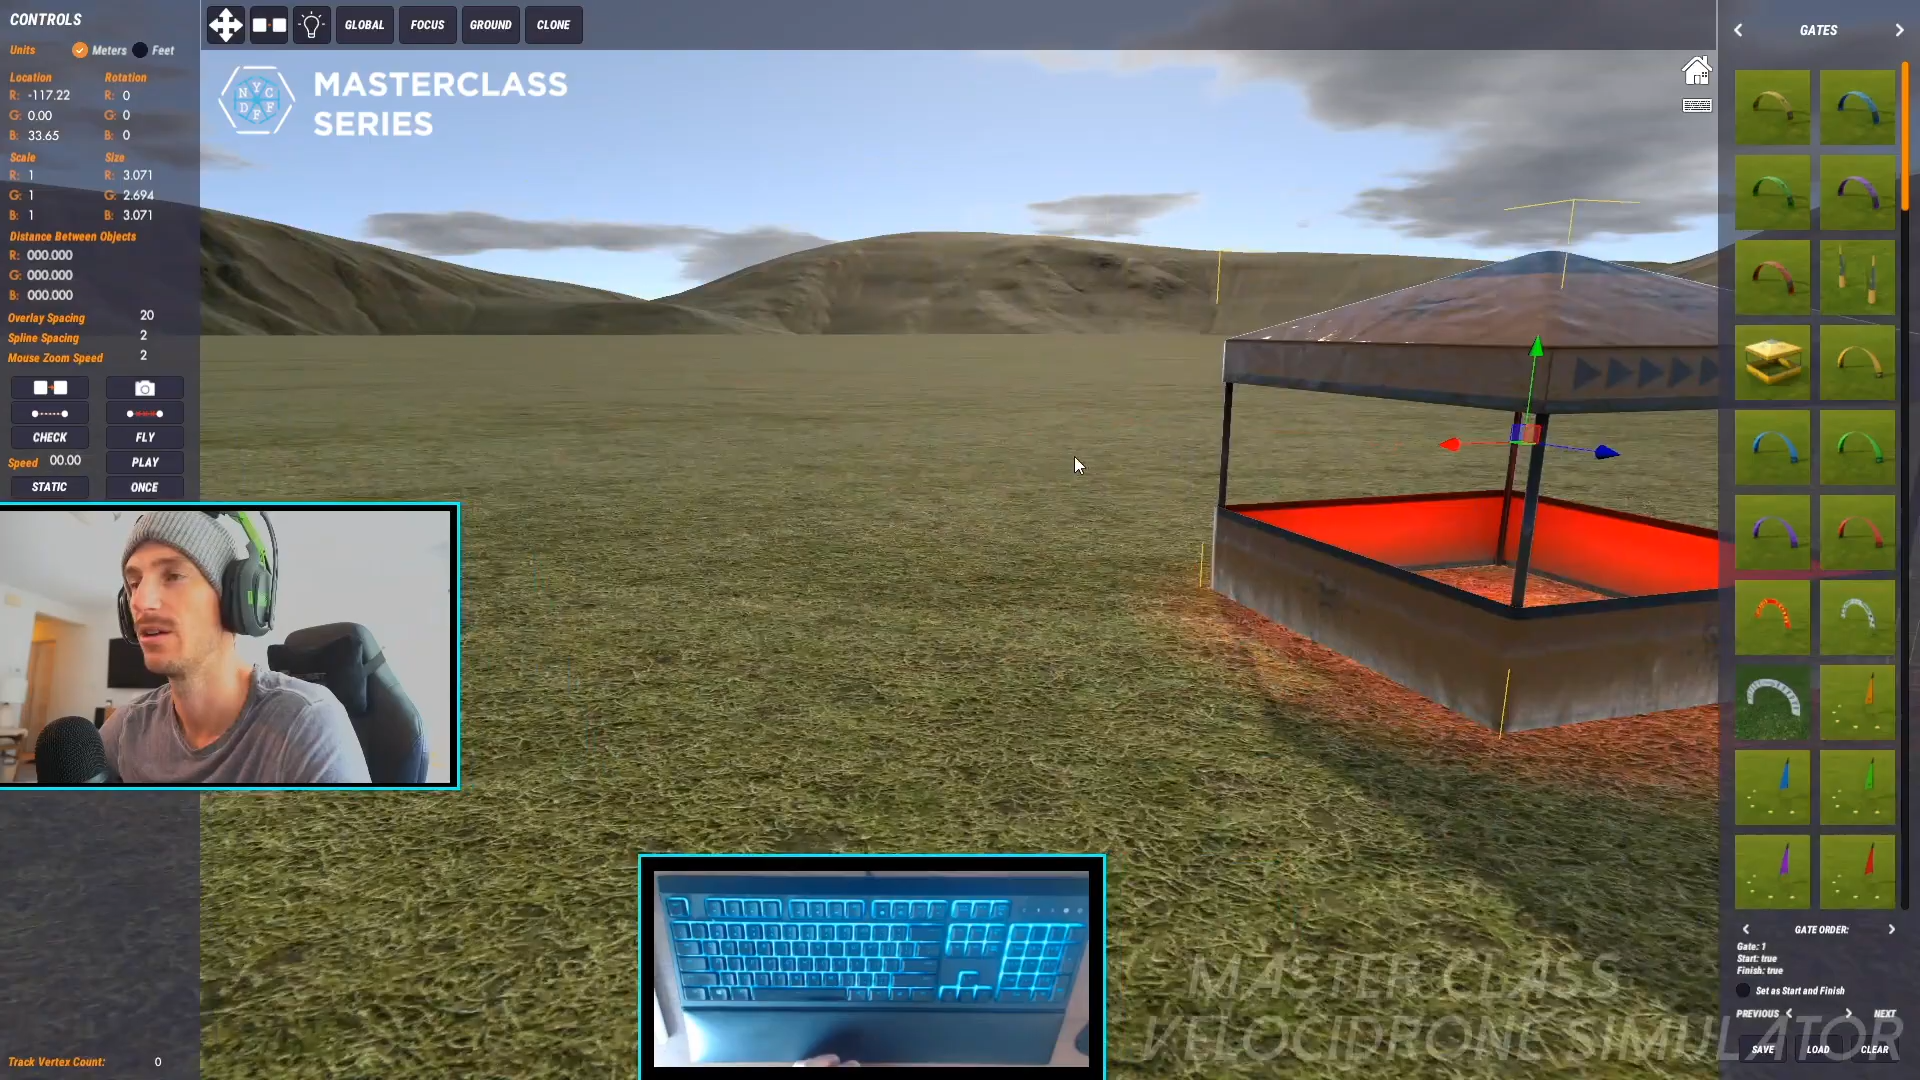 CONTROLS
Units Meters Feet
Location Rotation
R: -117.22 R: 0
G: 0.00 G: 0
B: 33.65 B: 0
Scale Size
R: 1 R: 3.071
G: 1 G: 2.694
B: 1 B: 3.071
Distance Between Objects
R: 000.000
G: 000.000
B: 000.000
Overlay Spacing 20
Spline Spacing 2
Mouse Zoom Speed 2
CHECK FLY
Speed 00.00 PLAY
STATIC ONCE
Track Vertex Count: 0
GLOBAL FOCUS GROUND CLONE
NYC
DFF
MASTERCLASS
SERIES
GATES
GATE ORDER:
Gate: 1
Start: true
Finish: true
Set as Start and Finish
PREVIOUS NEXT
SAVE LOAD CLEAR
MASTER CLASS
VELOCIDRONE SIMULATOR